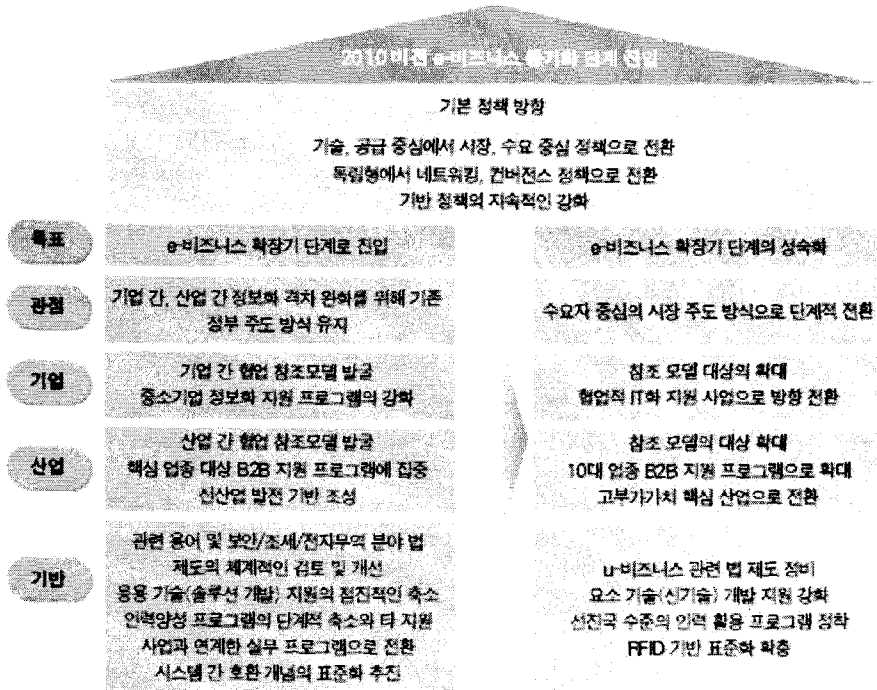 2010 비전 e-비즈니스 중기화 단계 진입
기본 정책 방향
기술, 공급 중심에서 시장, 수요 중심 정책으로 전환
독립형에서 네트워킹, 컨버전스 정책으로 전환
기반 정책의 지속적인 강화
목표
e-비즈니스 확장기 단계로 진입
e-비즈니스 확장기 단계의 성숙화
관점
기업 간, 산업 간 정보화 격차 완화를 위해 기존
정부 주도 방식 유지
수요자 중심의 시장 주도 방식으로 단계적 전환
기업
기업 간 협업 참조모델 발굴
중소기업 정보화 지원 프로그램의 강화
참조 모델 대상의 확대
협업적 IT화 지원 사업으로 방향 전환
산업
산업 간 협업 참조모델 발굴
핵심 업종 대상 B2B 지원 프로그램에 집중
신산업 발전 기반 조성
참조 모델의 대상 확대
10대 업종 B2B 지원 프로그램으로 확대
고부가가치 핵심 산업으로 전환
기반
관련 용어 및 보안/조세/전자무역 분야 법
제도의 체계적인 검토 및 개선
응용 기술(솔루션 개발) 지원의 점진적인 축소
인력양성 프로그램의 단계적 축소와 타 지원
사업과 연계한 실무 프로그램으로 전환
시스템 간 호환 개념의 표준화 추진
u-비즈니스 관련 법 제도 정비
요소 기술(신기술) 개발 지원 강화
선진국 수준의 인력 활용 프로그램 정착
RFID 기반 표준화 확충